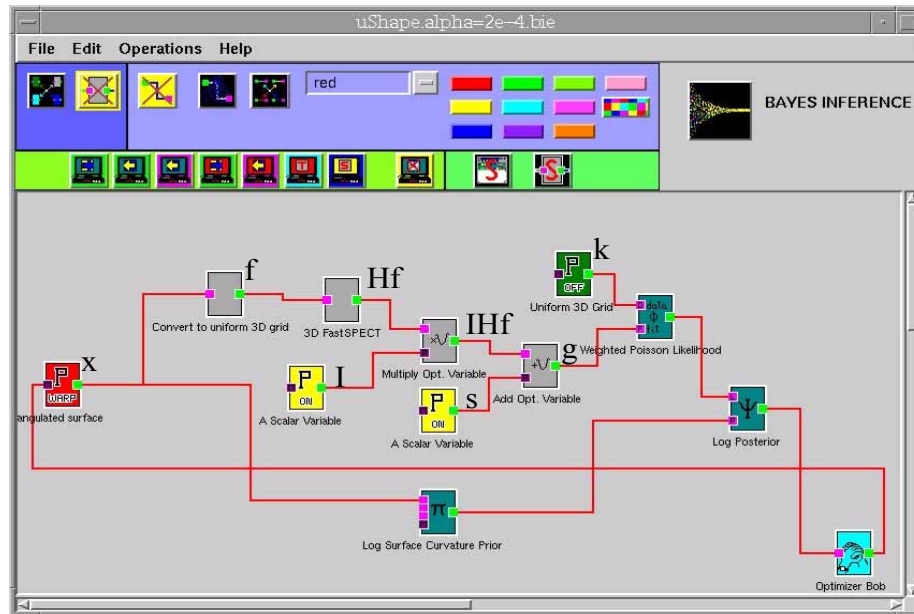 uShape.alpha=2e-4.bie
File Edit Operations Help
red
BAYES INFERENCE
f
Convert to uniform 3D grid
Hf
3D FastSPECT
k
P
OFF
Uniform 3D Grid
IHf
×
Multiply Opt. Variable
g
+
Add Opt. Variable
data
Φ
fit
Weighted Poisson Likelihood
x
P
WARP
angulated surface
I
P
ON
A Scalar Variable
s
P
ON
A Scalar Variable
Ψ
Log Posterior
π
Log Surface Curvature Prior
Optimizer Bob